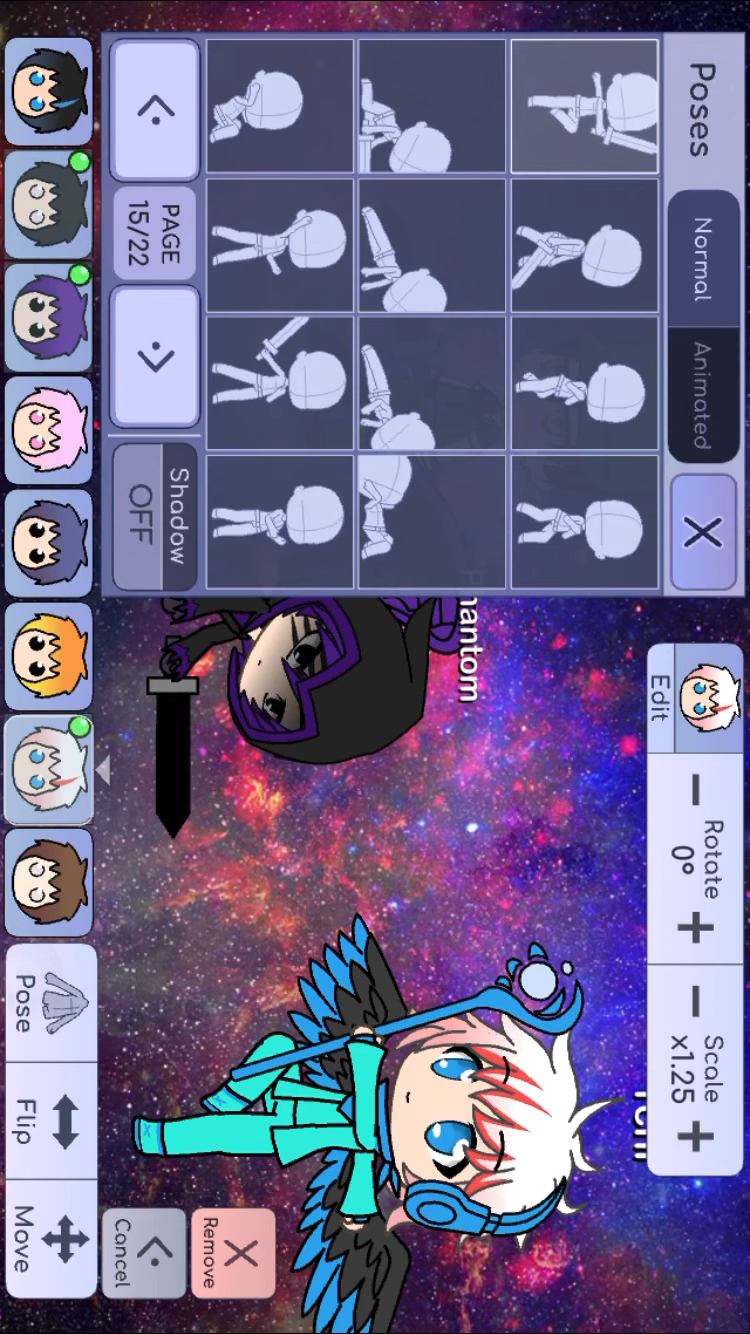 Poses
Normal
Animated
X
PAGE
15/22
Shadow
OFF
Edit
Rotate
0°
Scale
x1.25
hantom
Remove
Cancel
Pose
Flip
Move